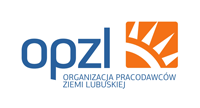 opzl
ORGANIZACJA PRACODAWCÓW
ZIEMI LUBUSKIEJ